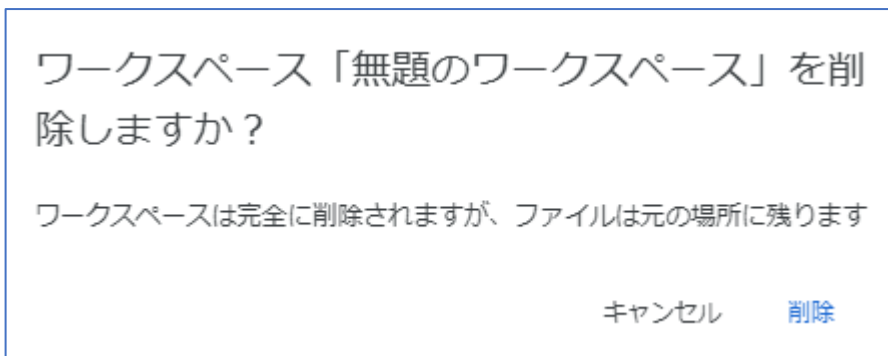 ワークスペース「無題のワークスペース」を削
除しますか？
ワークスペースは完全に削除されますが、ファイルは元の場所に残ります
キャンセル 削除